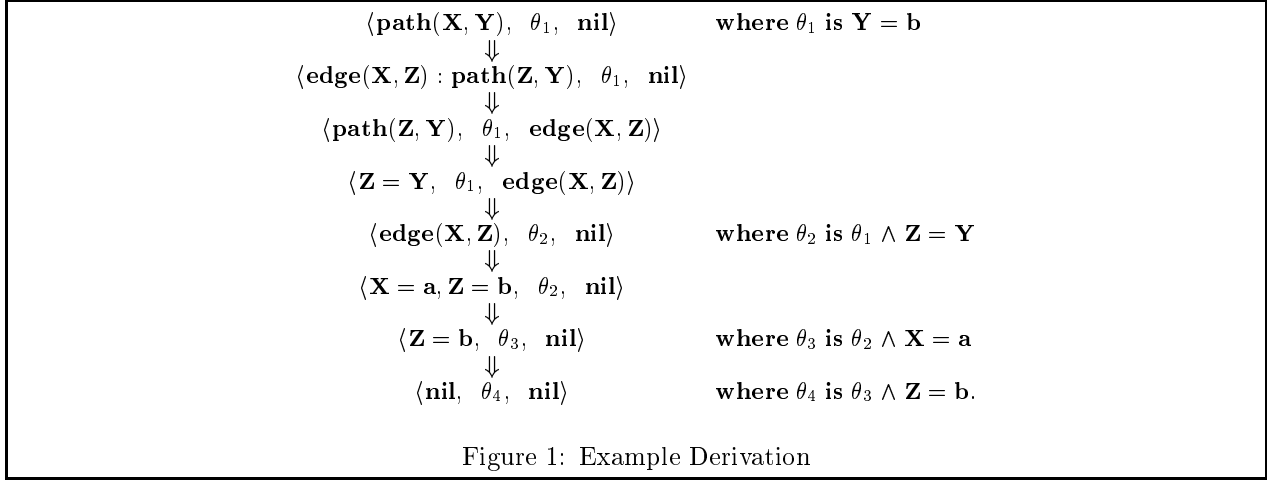 ⟨path(X, Y), θ₁, nil⟩ where θ₁ is Y = b
⇓
⟨edge(X, Z) : path(Z, Y), θ₁, nil⟩
⇓
⟨path(Z, Y), θ₁, edge(X, Z)⟩
⇓
⟨Z = Y, θ₁, edge(X, Z)⟩
⇓
⟨edge(X, Z), θ₂, nil⟩ where θ₂ is θ₁ ∧ Z = Y
⇓
⟨X = a, Z = b, θ₂, nil⟩
⇓
⟨Z = b, θ₃, nil⟩ where θ₃ is θ₂ ∧ X = a
⇓
⟨nil, θ₄, nil⟩ where θ₄ is θ₃ ∧ Z = b.
Figure 1: Example Derivation